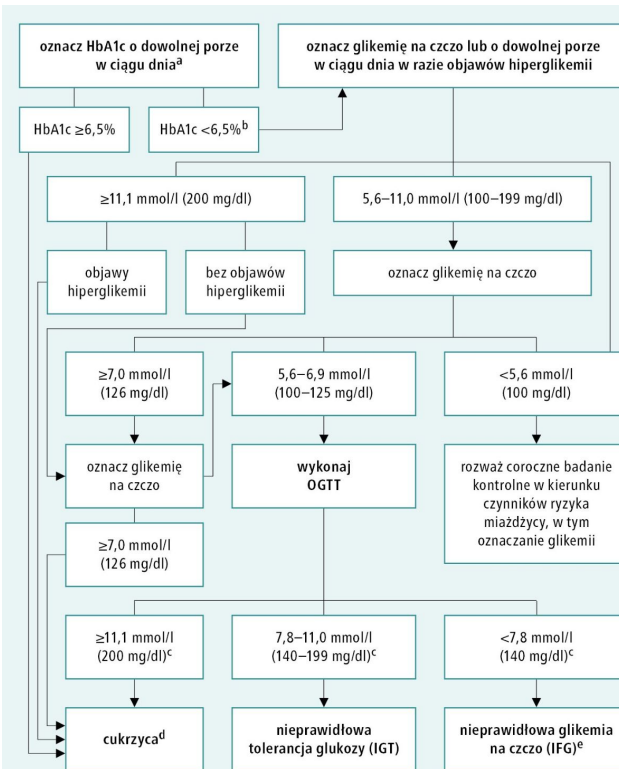 oznacz HbA1c o dowolnej porze
w ciągu dniaᵃ
oznacz glikemię na czczo lub o dowolnej porze
w ciągu dnia w razie objawów hiperglikemii
HbA1c ≥6,5%
HbA1c <6,5%ᵇ
≥11,1 mmol/l (200 mg/dl)
5,6–11,0 mmol/l (100–199 mg/dl)
objawy
hiperglikemii
bez objawów
hiperglikemii
oznacz glikemię na czczo
≥7,0 mmol/l
(126 mg/dl)
5,6–6,9 mmol/l
(100–125 mg/dl)
<5,6 mmol/l
(100 mg/dl)
oznacz glikemię
na czczo
wykonaj
OGTT
rozważ coroczne badanie
kontrolne w kierunku
czynników ryzyka
miażdżycy, w tym
oznaczanie glikemii
≥7,0 mmol/l
(126 mg/dl)
≥11,1 mmol/l
(200 mg/dl)ᶜ
7,8–11,0 mmol/l
(140–199 mg/dl)ᶜ
<7,8 mmol/l
(140 mg/dl)ᶜ
cukrzycaᵈ
nieprawidłowa
tolerancja glukozy (IGT)
nieprawidłowa glikemia
na czczo (IFG)ᵉ